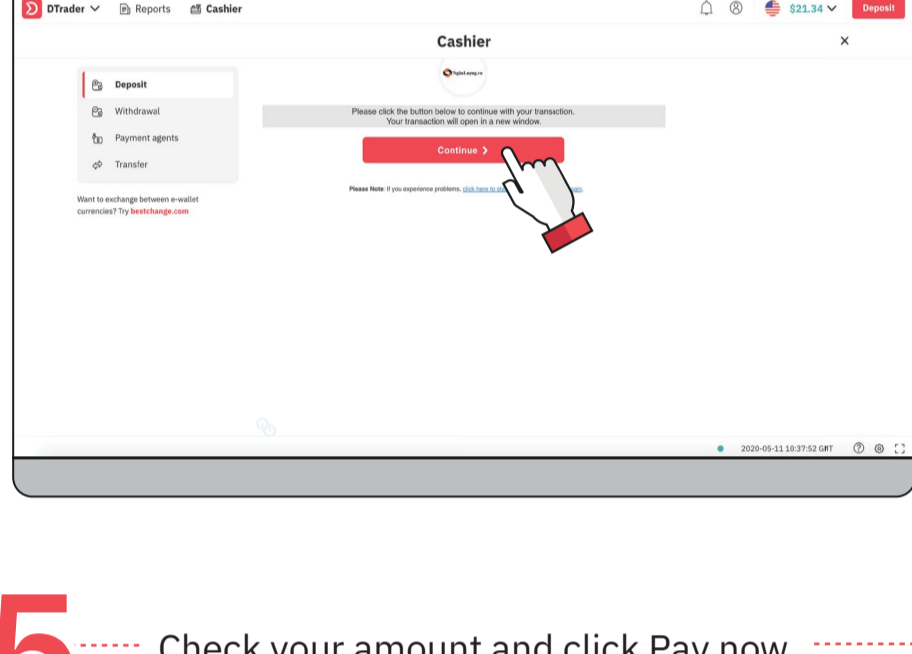 DTrader Reports Cashier $21.34 Deposit
Cashier
Deposit
Withdrawal
Payment agents
Transfer
Want to exchange between e-wallet
currencies? Try bestchange.com
Please click the button below to continue with your transaction.
Your transaction will open in a new window.
Continue
Please Note: If you experience problems, click here to
2020-05-11 10:37:52 GMT
5
Check your amount and click Pay now